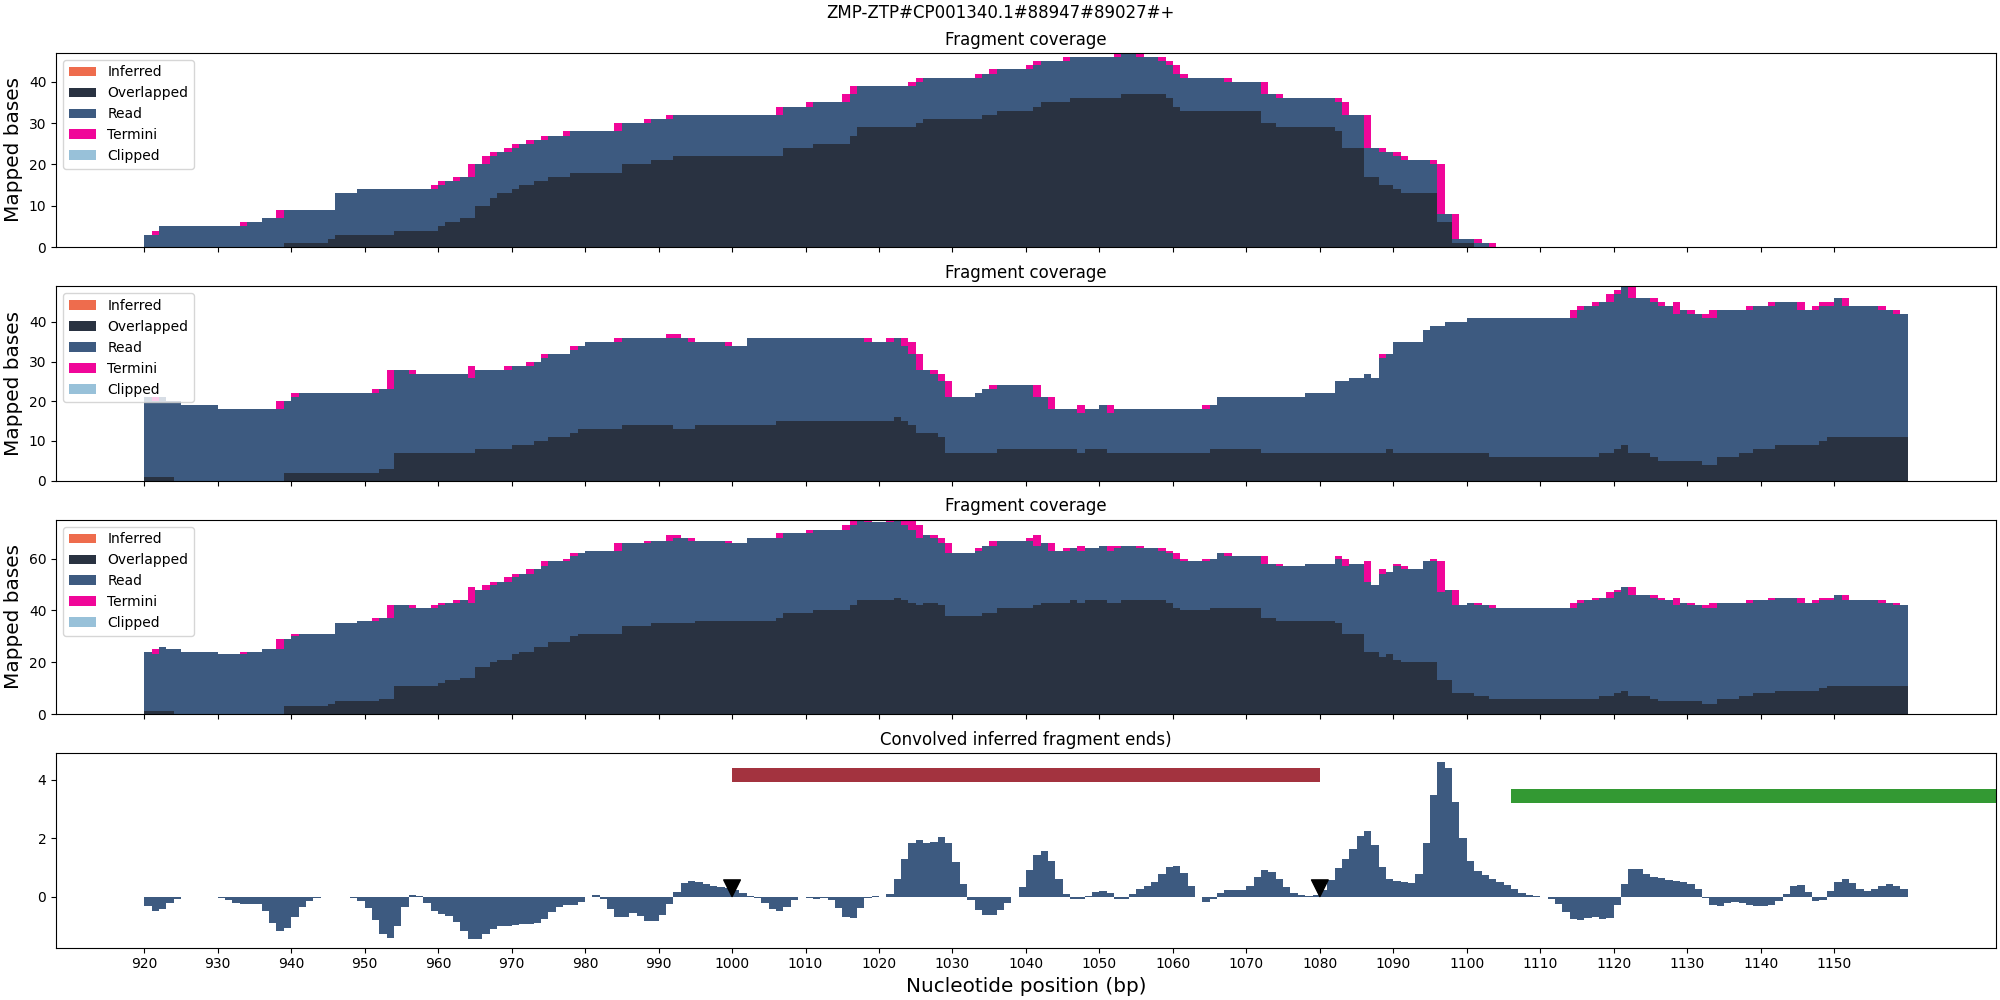 ZMP-ZTP#CP001340.1#88947#89027#+
Fragment coverage
Mapped bases
40
30
20
10
0
Inferred
Overlapped
Read
Termini
Clipped
Fragment coverage
Mapped bases
40
30
20
10
0
Inferred
Overlapped
Read
Termini
Clipped
Fragment coverage
Mapped bases
60
40
20
0
Inferred
Overlapped
Read
Termini
Clipped
Convolved inferred fragment ends)
4
2
0
920 930 940 950 960 970 980 990 1000 1010 1020 1030 1040 1050 1060 1070 1080 1090 1100 1110 1120 1130 1140 1150
Nucleotide position (bp)